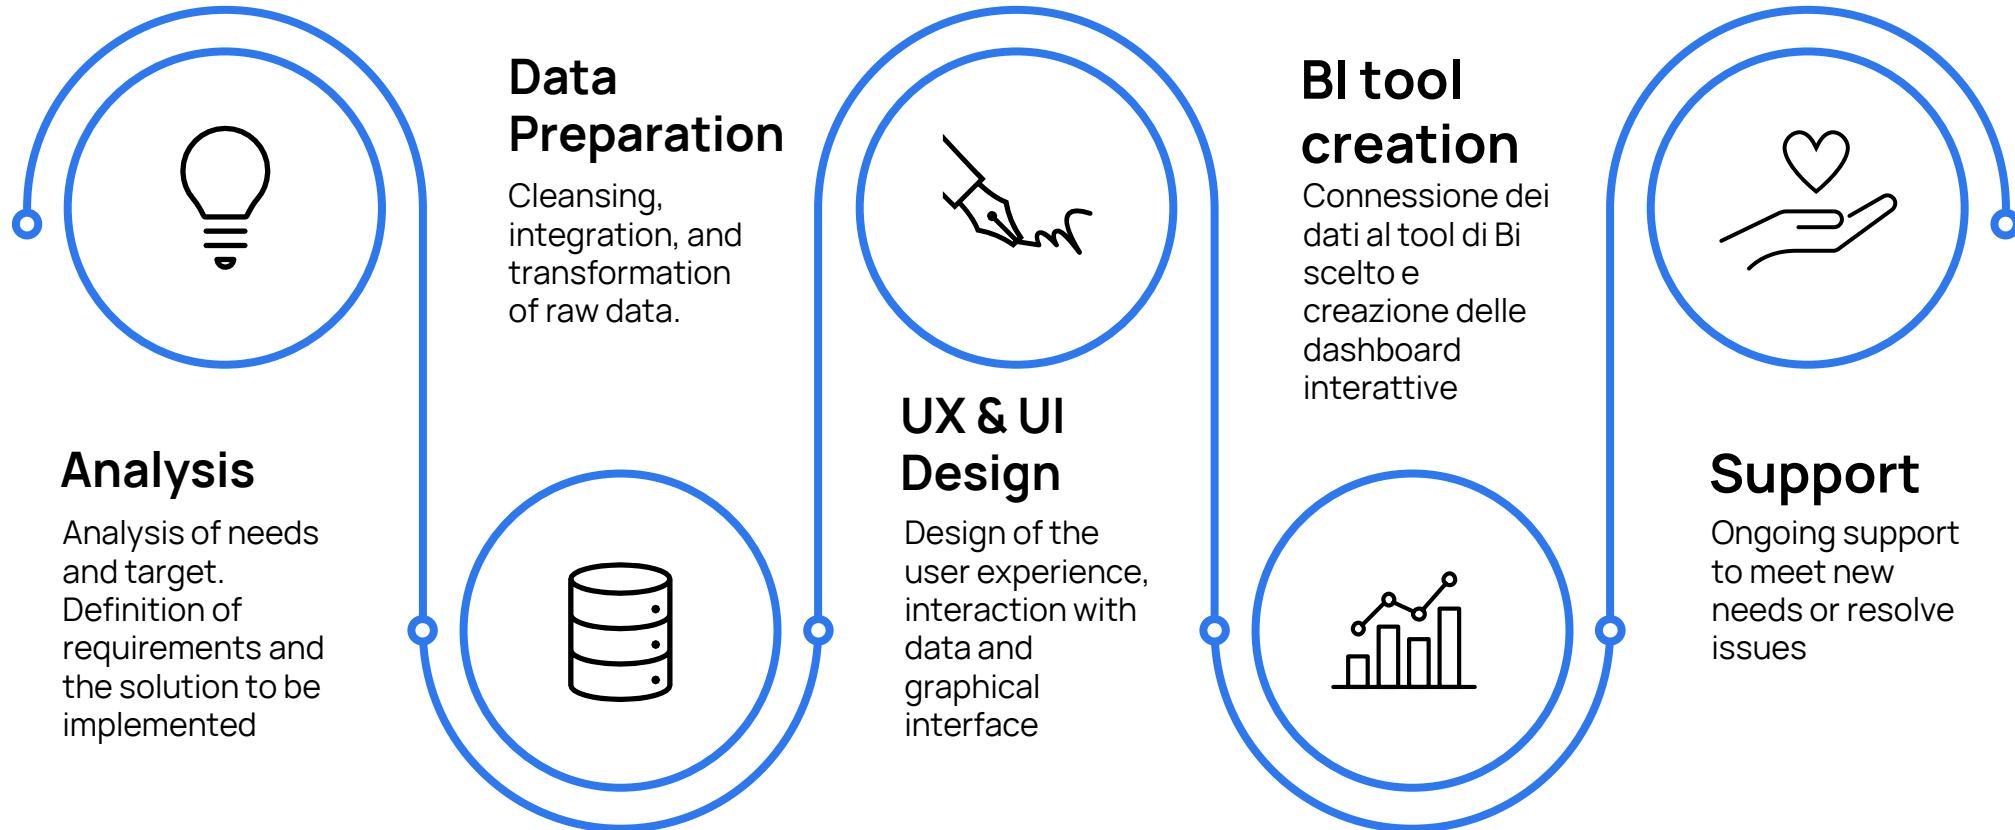 Analysis
Analysis of needs
and target.
Definition of
requirements and
the solution to be
implemented
Data
Preparation
Cleansing,
integration, and
transformation
of raw data.
UX & UI
Design
Design of the
user experience,
interaction with
data and
graphical
interface
BI tool
creation
Connessione dei
dati al tool di Bi
scelto e
creazione delle
dashboard
interattive
Support
Ongoing support
to meet new
needs or resolve
issues